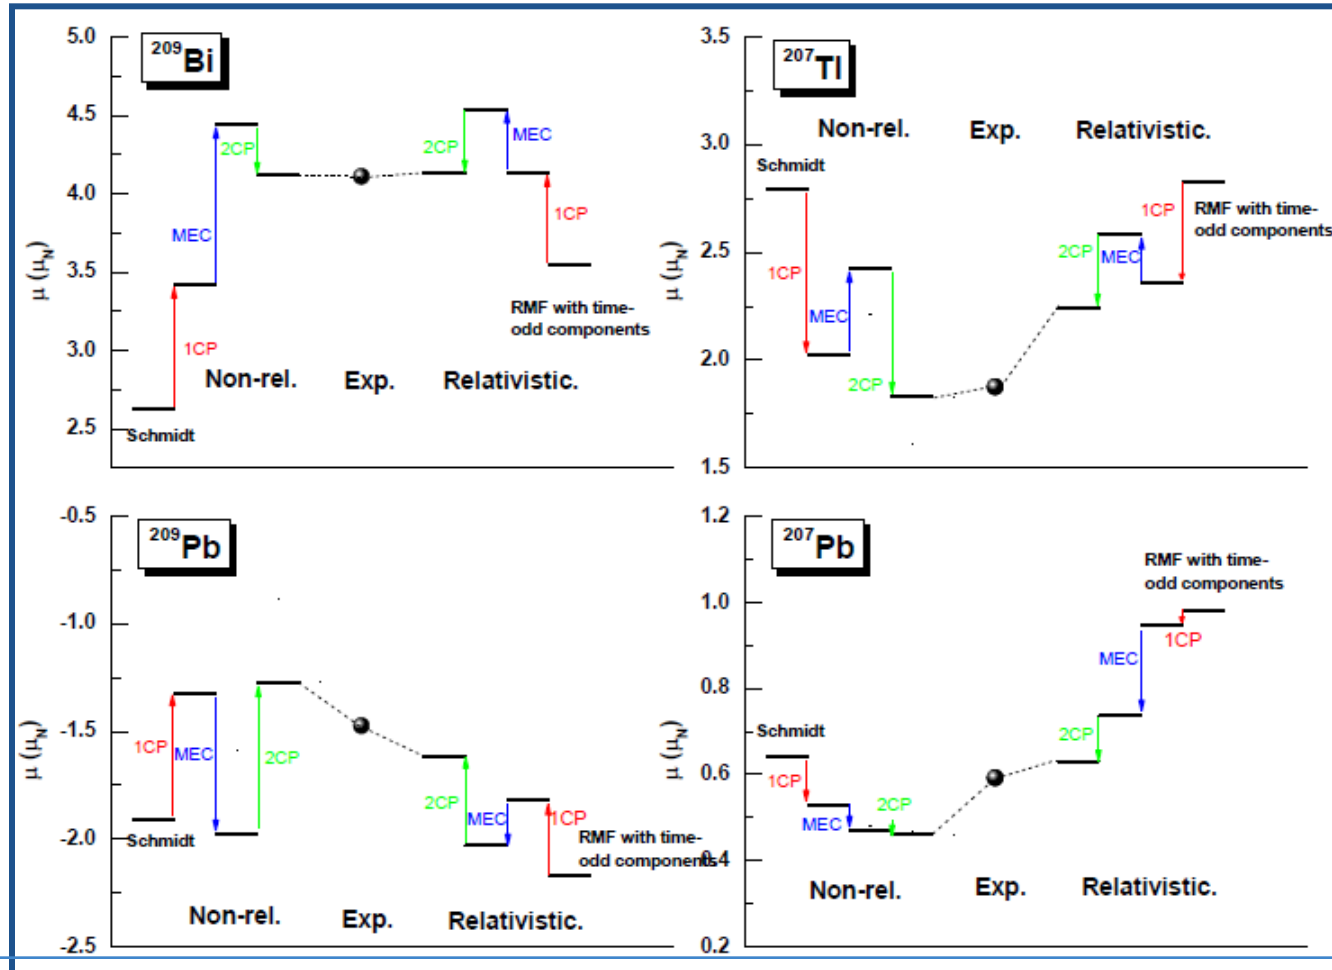 5.0
4.5
4.0
3.5
3.0
2.5
μ (μN)
209Bi
MEC
2CP
2CP
MEC
1CP
1CP
RMF with time-
odd components
Non-rel.
Exp.
Relativistic.
Schmidt
3.5
3.0
2.5
2.0
1.5
μ (μN)
207Tl
Non-rel.
Exp.
Relativistic.
Schmidt
1CP
RMF with time-
odd components
2CP
MEC
1CP
MEC
2CP
-0.5
-1.0
-1.5
-2.0
-2.5
μ (μN)
209Pb
1CP
MEC
2CP
2CP
MEC
1CP
Schmidt
RMF with time-
odd components
Non-rel.
Exp.
Relativistic.
1.2
1.0
0.8
0.6
0.4
0.2
μ (μN)
207Pb
RMF with time-
odd components
1CP
MEC
Schmidt
2CP
1CP
2CP
MEC
Non-rel.
Exp.
Relativistic.